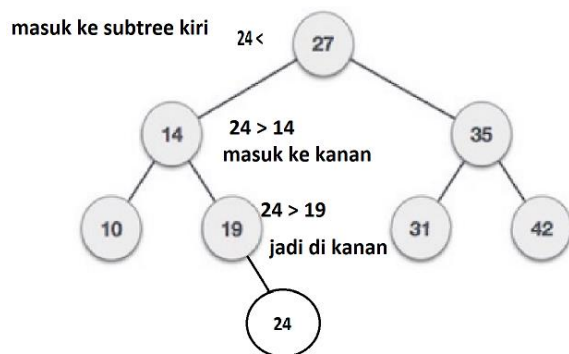 masuk ke subtree kiri
24 <
27
14
24 > 14
masuk ke kanan
35
10
19
24 > 19
jadi di kanan
31
42
24